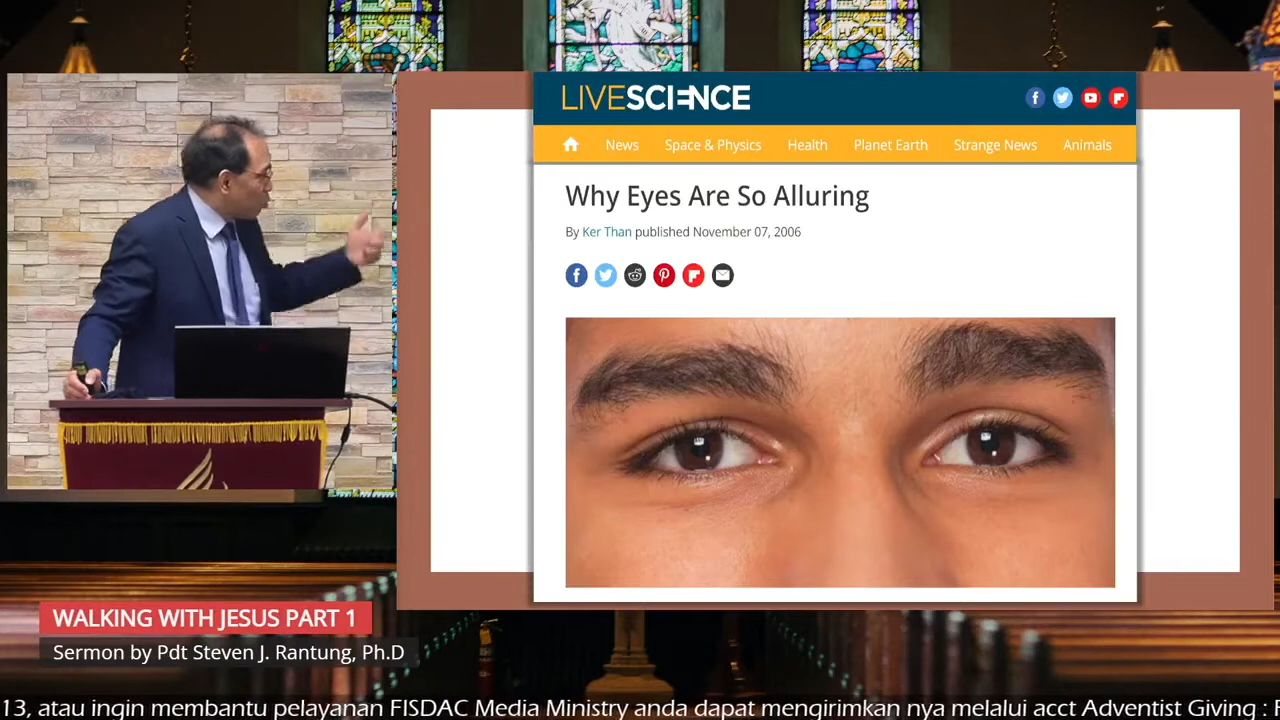 LIVESCIENCE
News Space & Physics Health Planet Earth Strange News Animals
Why Eyes Are So Alluring
By Ker Than published November 07, 2006
WALKING WITH JESUS PART 1
Sermon by Pdt Steven J. Rantung, Ph.D
13, atau ingin membantu pelayanan FISDAC Media Ministry anda dapat mengirimkan nya melalui acct Adventist Giving :